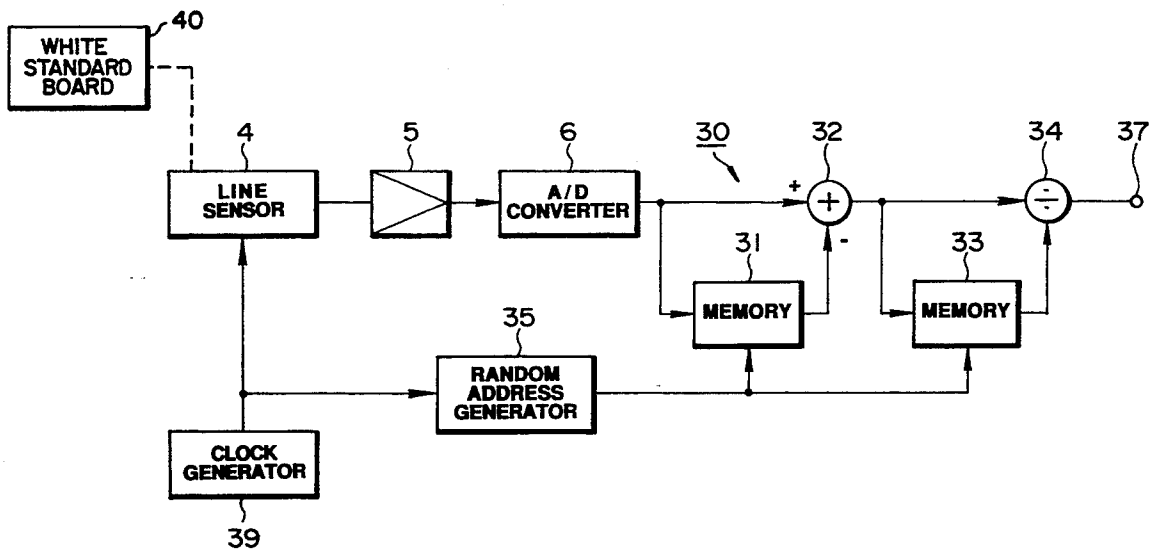 40
WHITE
STANDARD
BOARD
4
5
6
30
32
34
37
LINE
SENSOR
A/D
CONVERTER
+
+
÷
-
31
33
MEMORY
MEMORY
35
RANDOM
ADDRESS
GENERATOR
CLOCK
GENERATOR
39